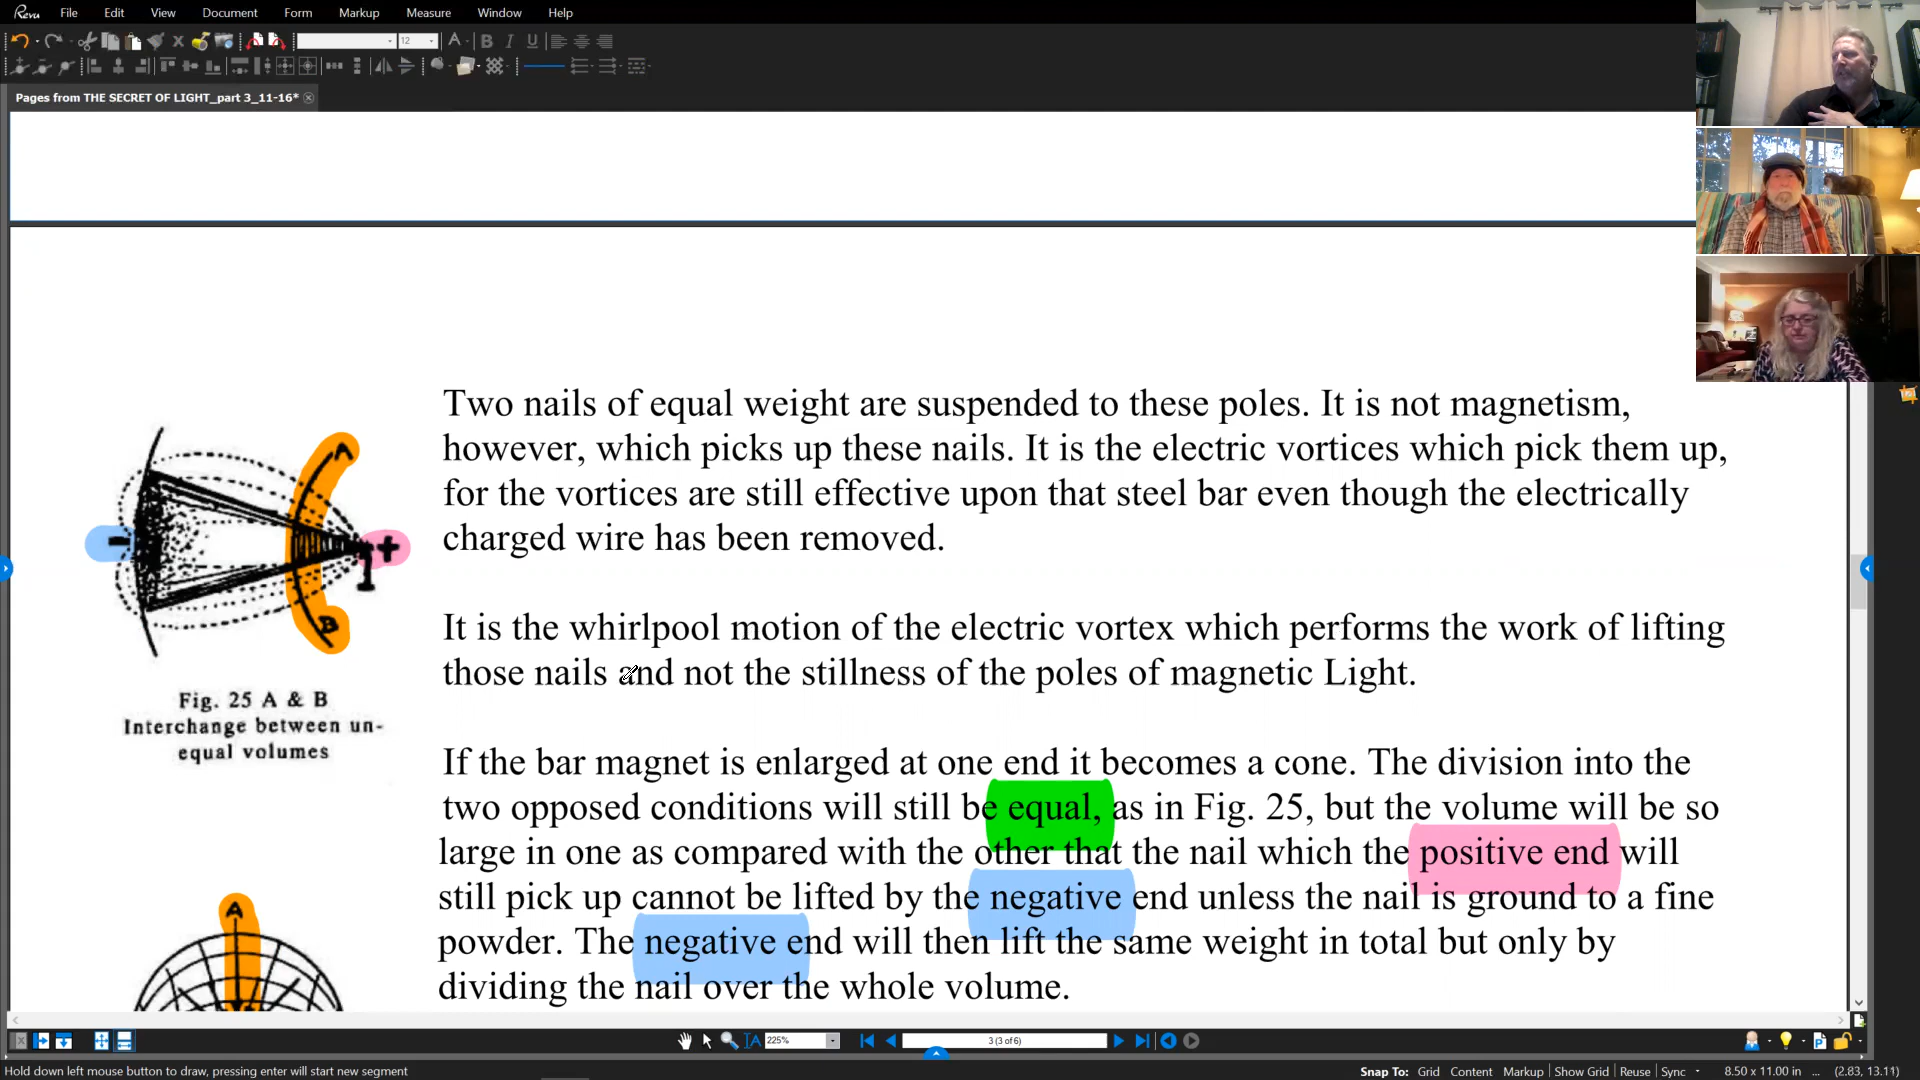 Revu File Edit View Document Form Markup Measure Window Help
12
Pages from THE SECRET OF LIGHT_part 3_11-16*
Two nails of equal weight are suspended to these poles. It is not magnetism,
however, which picks up these nails. It is the electric vortices which pick them up,
for the vortices are still effective upon that steel bar even though the electrically
charged wire has been removed.
It is the whirlpool motion of the electric vortex which performs the work of lifting
those nails and not the stillness of the poles of magnetic Light.
If the bar magnet is enlarged at one end it becomes a cone. The division into the
two opposed conditions will still be equal, as in Fig. 25, but the volume will be so
large in one as compared with the other that the nail which the positive end will
still pick up cannot be lifted by the negative end unless the nail is ground to a fine
powder. The negative end will then lift the same weight in total but only by
dividing the nail over the whole volume.
A
- +
B
Fig. 25 A & B
Interchange between un-
equal volumes
A
225%
3 (3 of 6)
Hold down left mouse button to draw, pressing enter will start new segment
Snap To: Grid Content Markup Show Grid Reuse Sync 8.50 x 11.00 in ... (2.83, 13.11)